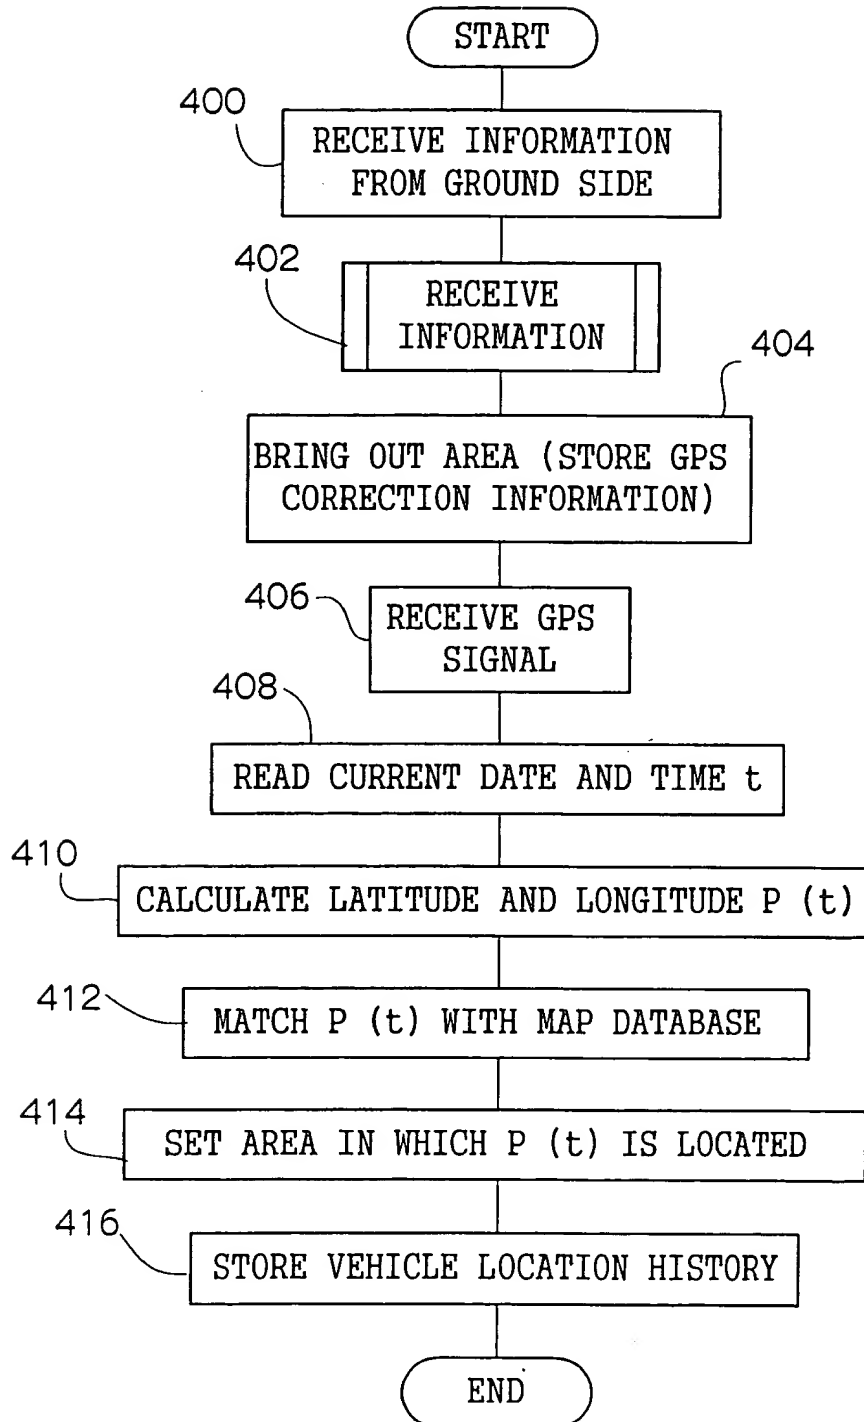 START
400
RECEIVE INFORMATION
FROM GROUND SIDE
402
RECEIVE
INFORMATION
404
BRING OUT AREA (STORE GPS
CORRECTION INFORMATION)
406
RECEIVE GPS
SIGNAL
408
READ CURRENT DATE AND TIME t
410
CALCULATE LATITUDE AND LONGITUDE P (t)
412
MATCH P (t) WITH MAP DATABASE
414
SET AREA IN WHICH P (t) IS LOCATED
416
STORE VEHICLE LOCATION HISTORY
END